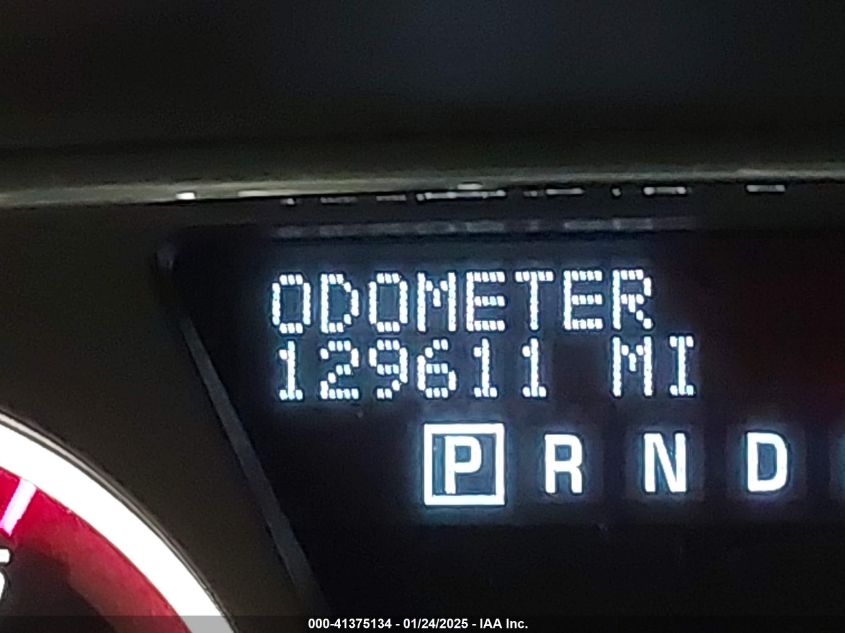 ODOMETER
129611 MI
P R N D
000-41375134 - 01/24/2025 - IAA Inc.